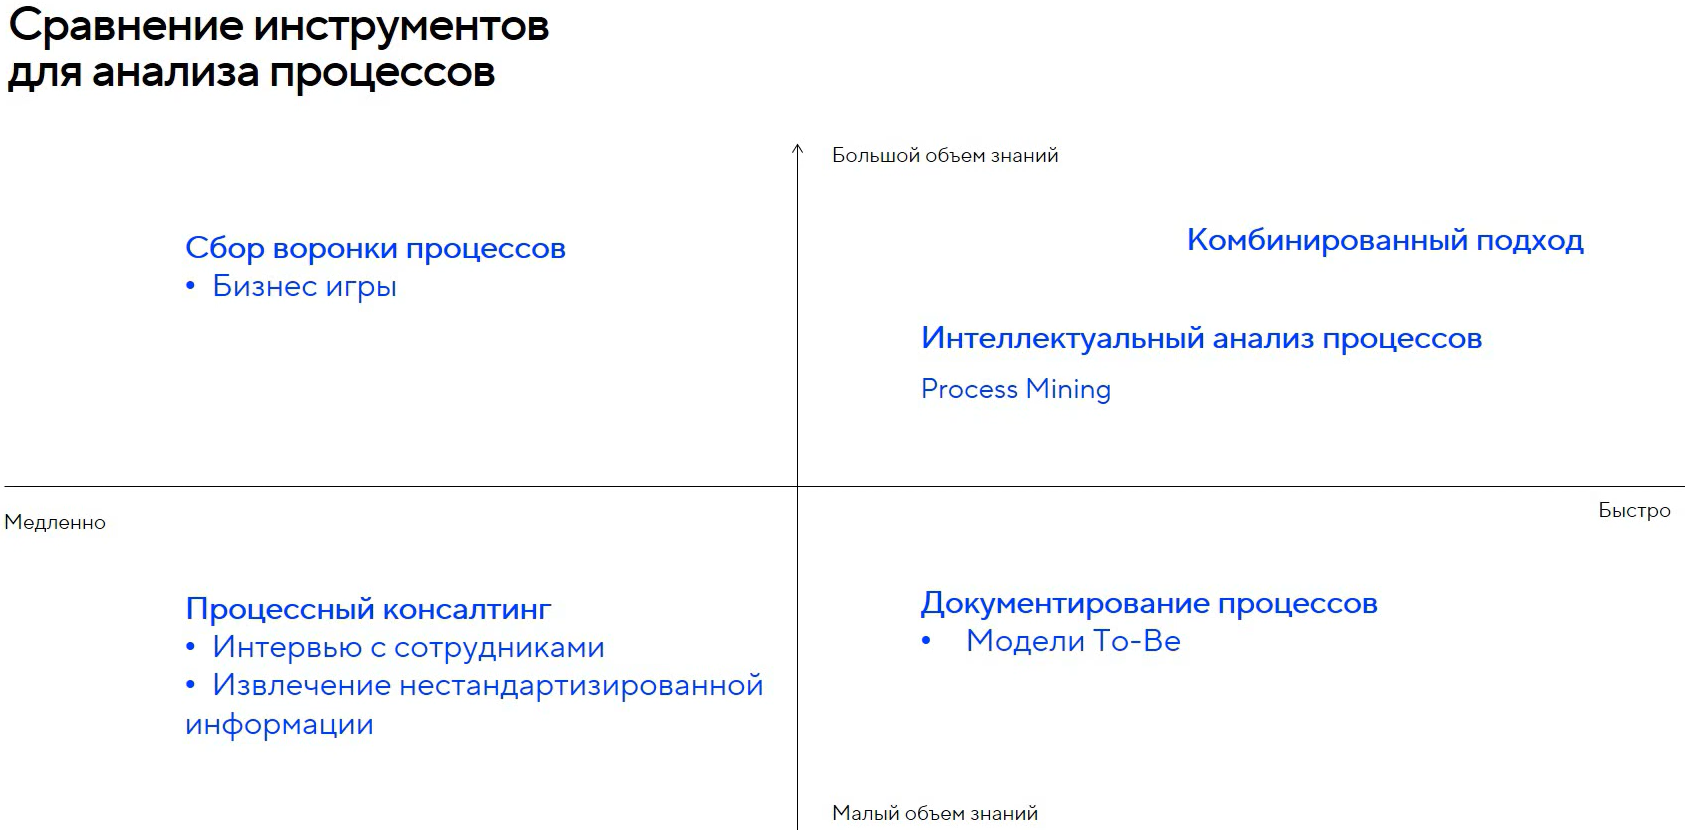 Сравнение инструментов
для анализа процессов
Большой объем знаний
Сбор воронки процессов
• Бизнес игры
Комбинированный подход
Интеллектуальный анализ процессов
Process Mining
Медленно
Быстро
Процессный консалтинг
• Интервью с сотрудниками
• Извлечение нестандартизированной
информации
Документирование процессов
• Модели To-Be
Малый объем знаний